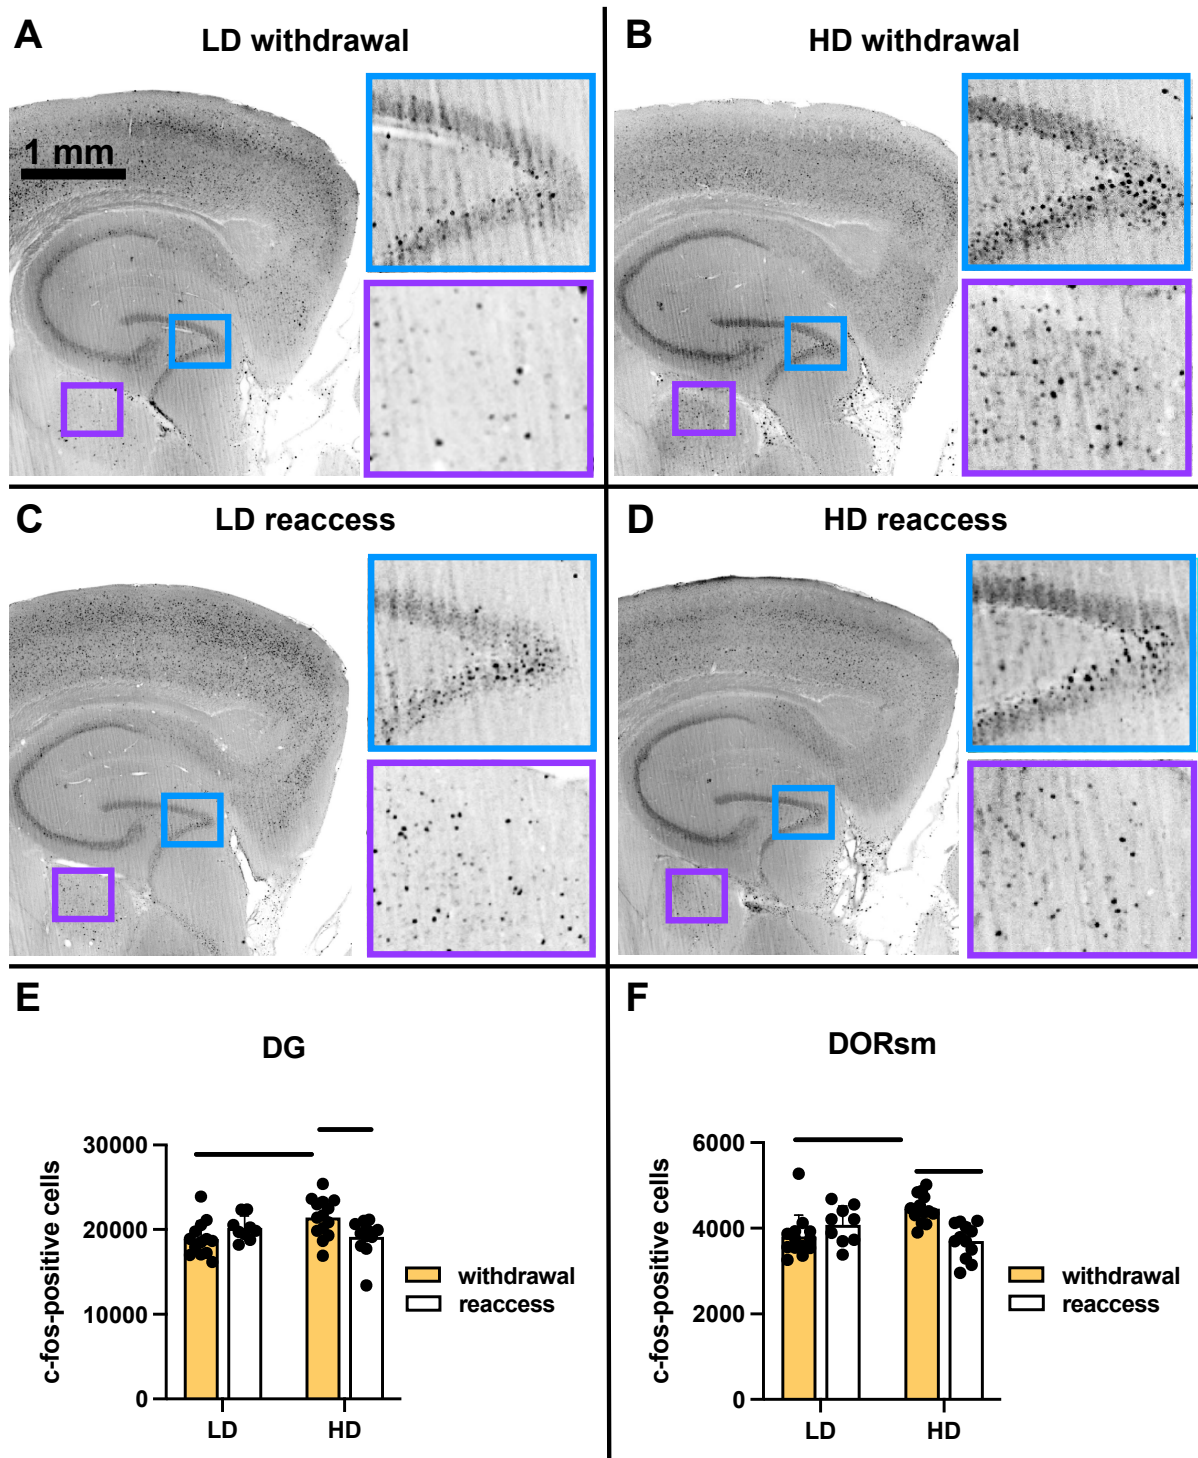 A
LD withdrawal
1 mm
B
HD withdrawal
C
LD reaccess
D
HD reaccess
E
DG
c-fos-positive cells
30000
20000
10000
0
LD
HD
withdrawal
reaccess
F
DORsm
c-fos-positive cells
6000
4000
2000
0
LD
HD
withdrawal
reaccess